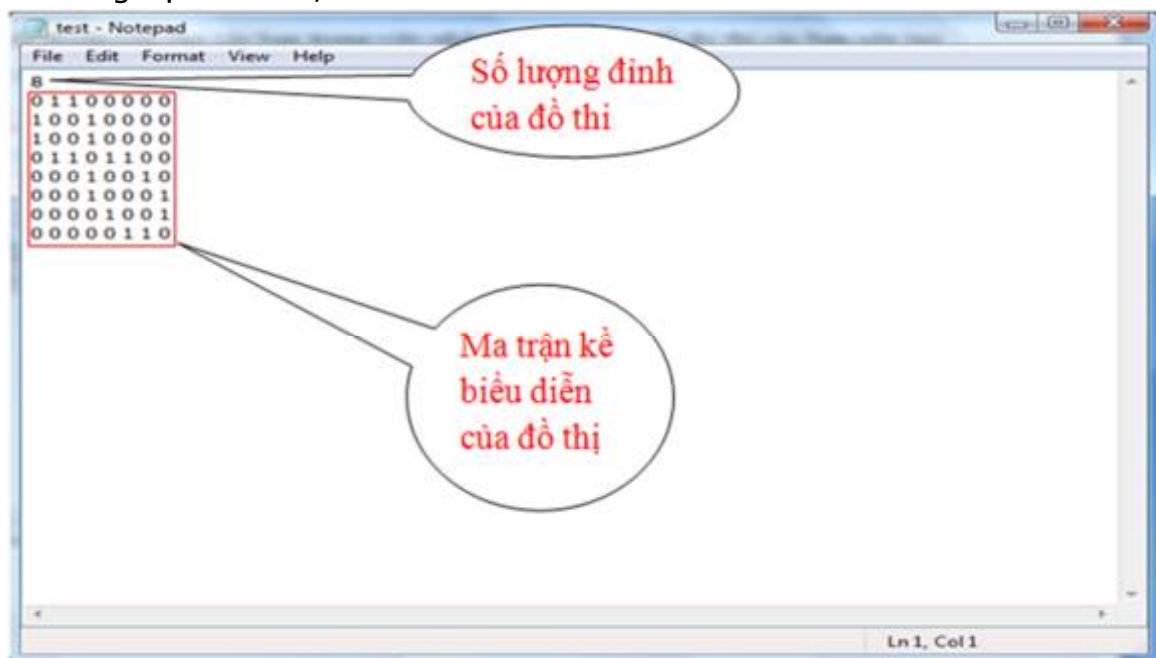 test - Notepad
File Edit Format View Help
8
0 1 1 0 0 0 0 0
1 0 0 1 0 0 0 0
1 0 0 1 0 0 0 0
0 1 1 0 1 1 0 0
0 0 0 1 0 0 1 0
0 0 0 1 0 0 0 1
0 0 0 0 1 0 0 1
0 0 0 0 0 1 1 0
Số lượng đỉnh
của đồ thi
Ma trận kề
biểu diễn
của đồ thị
Ln 1, Col 1